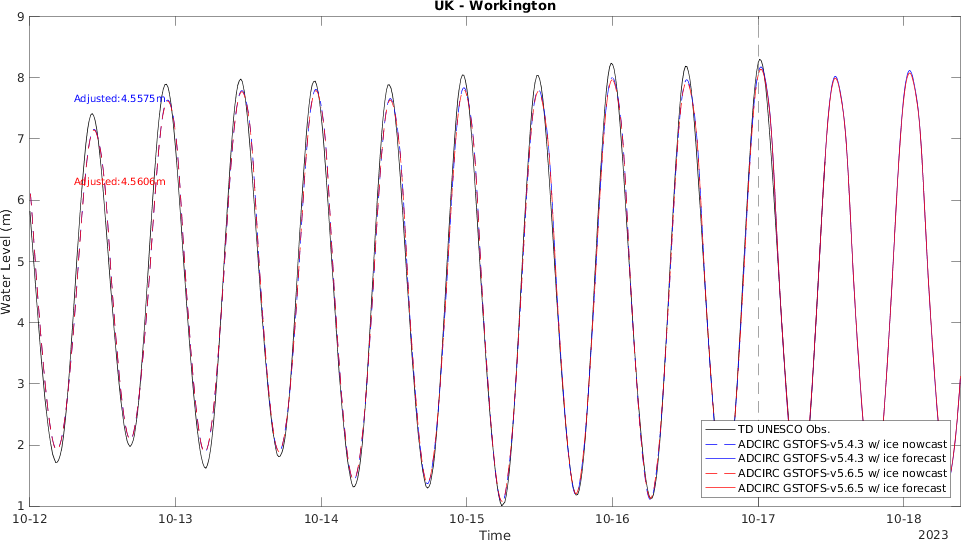 UK - Workington
9
8
7
6
5
4
3
2
1
Water Level (m)
Adjusted:4.5575m
Adjusted:4.5606m
TD UNESCO Obs.
ADCIRC GSTOFS-v5.4.3 w/ ice nowcast
ADCIRC GSTOFS-v5.4.3 w/ ice forecast
ADCIRC GSTOFS-v5.6.5 w/ ice nowcast
ADCIRC GSTOFS-v5.6.5 w/ ice forecast
10-12 10-13 10-14 10-15 10-16 10-17 10-18
Time
2023